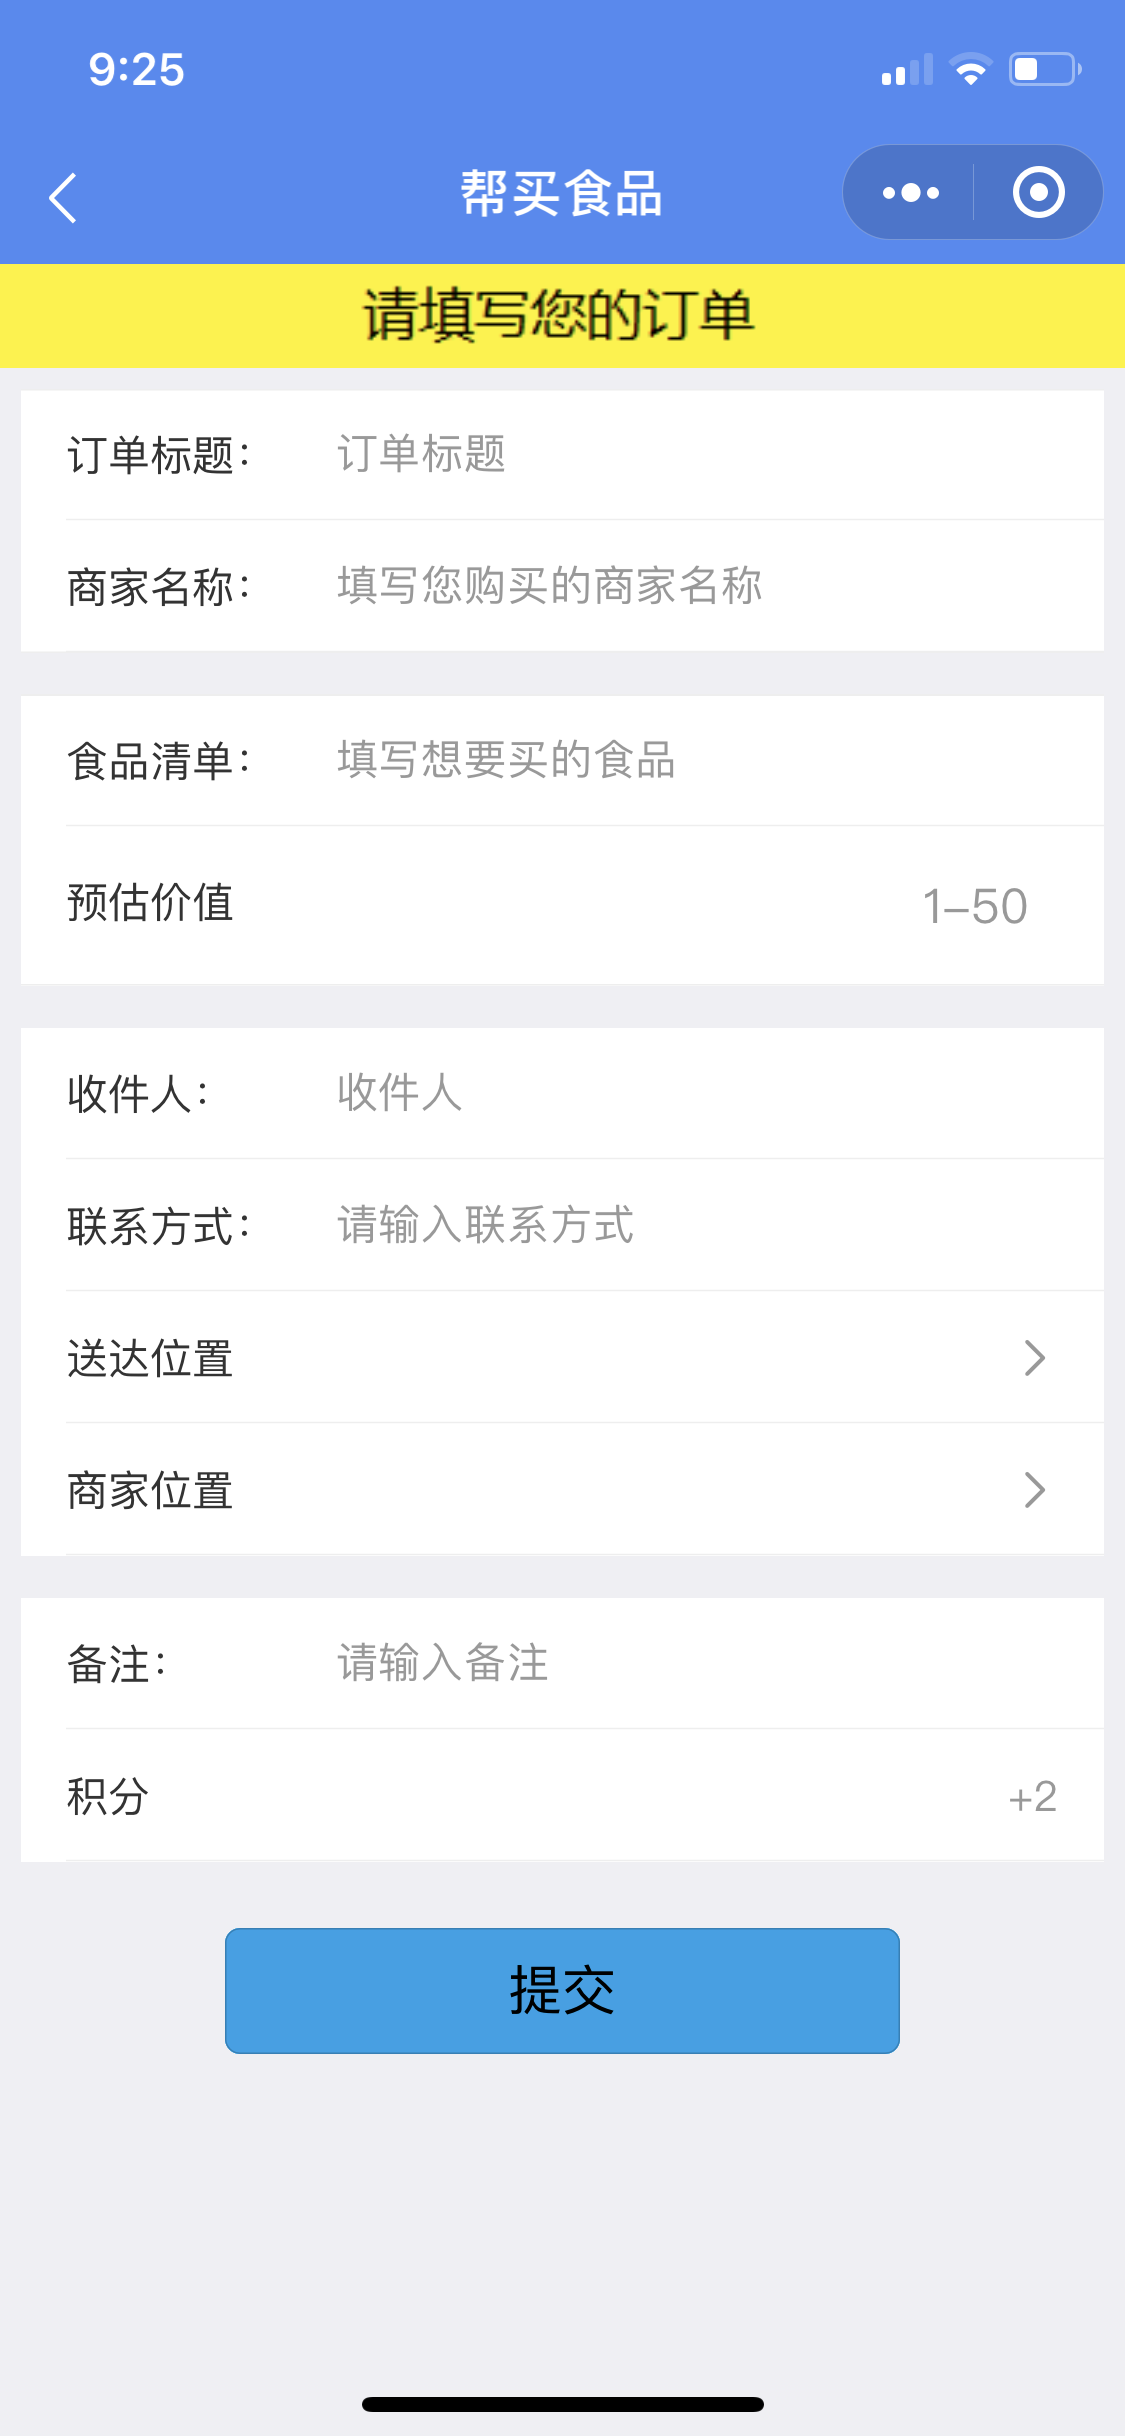 9:25
帮买食品
请填写您的订单
订单标题： 订单标题
商家名称： 填写您购买的商家名称
食品清单： 填写想要买的食品
预估价值 1-50
收件人： 收件人
联系方式： 请输入联系方式
送达位置
商家位置
备注： 请输入备注
积分 +2
提交